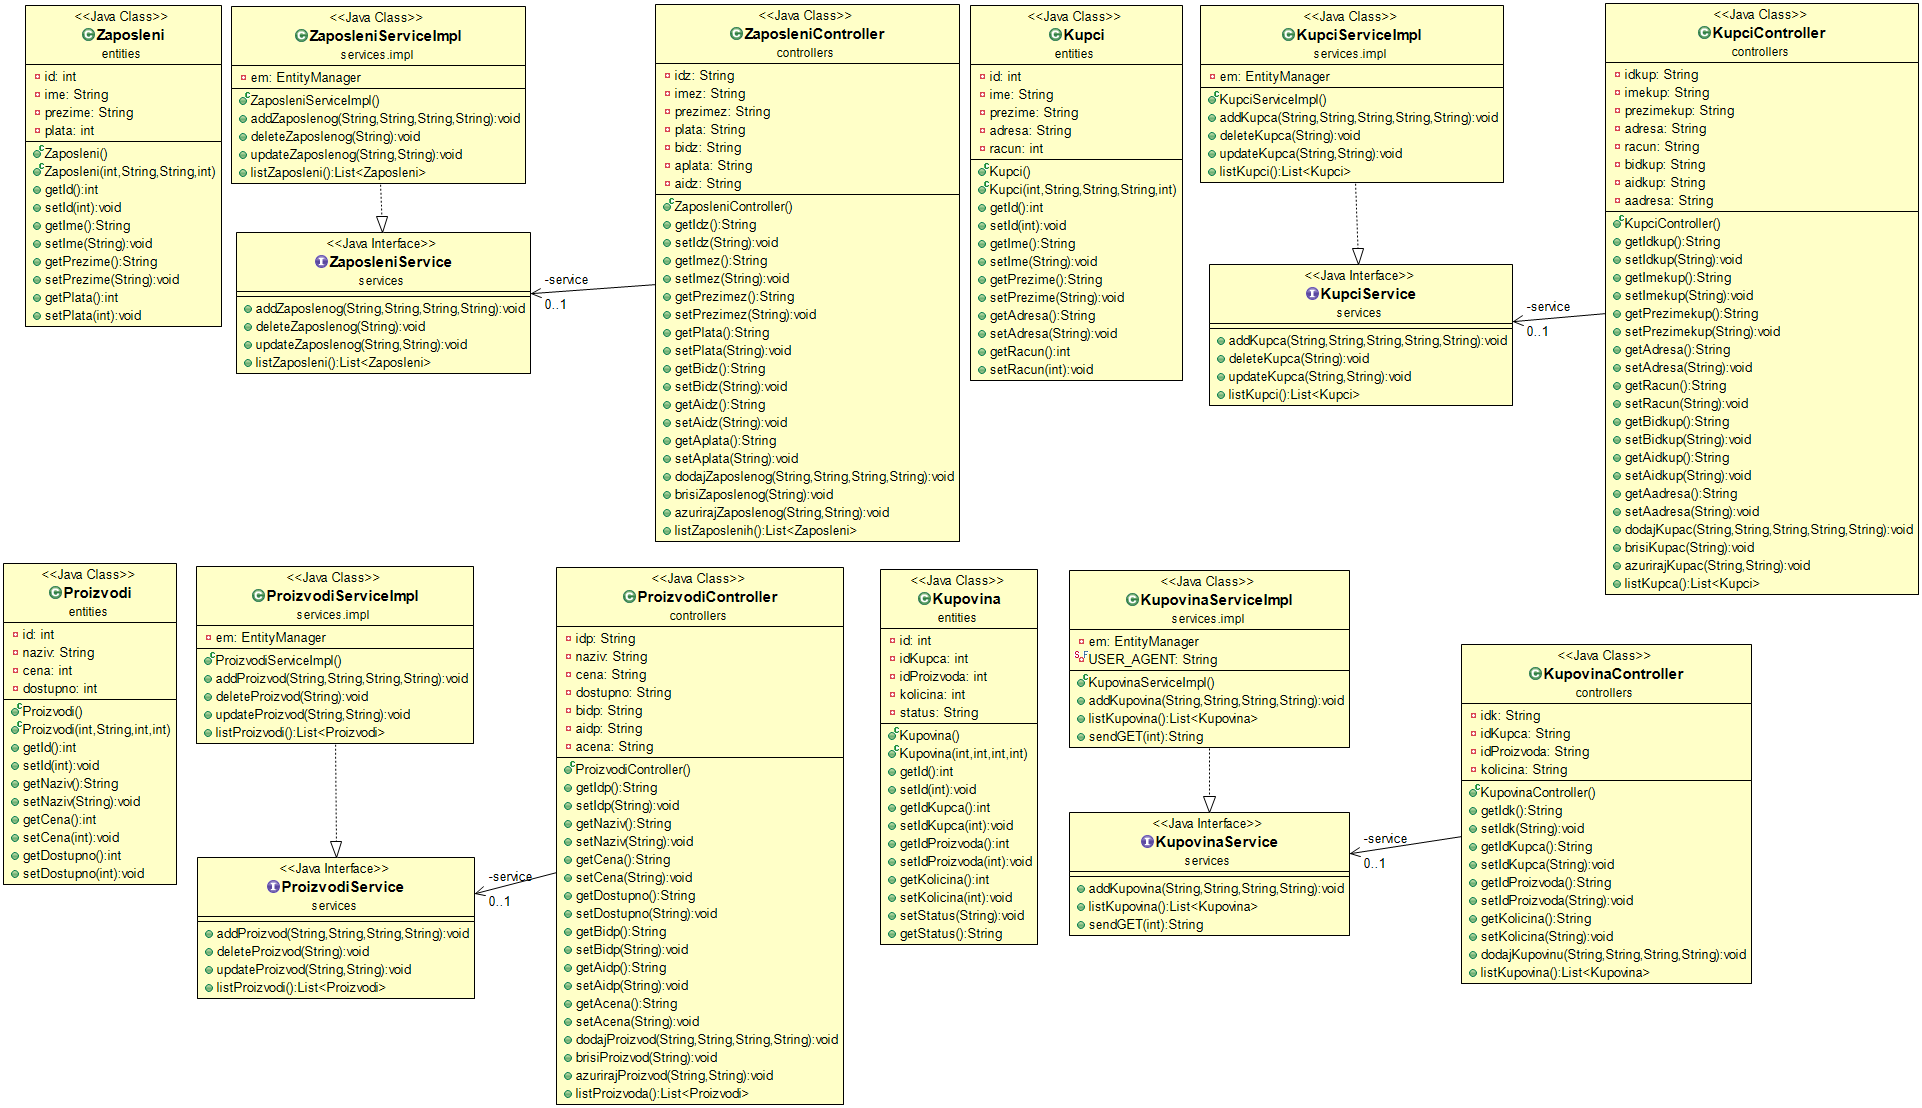 <<Java Class>>
Zaposleni
entities
id: int
ime: String
prezime: String
plata: int
Zaposleni()
Zaposleni(int,String,String,int)
getId():int
setId(int):void
getIme():String
setIme(String):void
getPrezime():String
setPrezime(String):void
getPlata():int
setPlata(int):void
<<Java Class>>
ZaposleniServiceImpl
services.impl
em: EntityManager
ZaposleniServiceImpl()
addZaposlenog(String,String,String,String):void
deleteZaposlenog(String):void
updateZaposlenog(String,String):void
listZaposleni():List<Zaposleni>
<<Java Interface>>
ZaposleniService
services
addZaposlenog(String,String,String,String):void
deleteZaposlenog(String):void
updateZaposlenog(String,String):void
listZaposleni():List<Zaposleni>
-service
0..1
<<Java Class>>
ZaposleniController
controllers
idz: String
imez: String
prezimez: String
plata: String
bidz: String
aplata: String
aidz: String
ZaposleniController()
getIdz():String
setIdz(String):void
getImez():String
setImez(String):void
getPrezimez():String
setPrezimez(String):void
getPlata():String
setPlata(String):void
getBidz():String
setBidz(String):void
getAidz():String
setAidz(String):void
getAplata():String
setAplata(String):void
dodajZaposlenog(String,String,String,String):void
brisiZaposlenog(String):void
azurirajZaposlenog(String,String):void
listZaposlenih():List<Zaposleni>
<<Java Class>>
Kupci
entities
id: int
ime: String
prezime: String
adresa: String
racun: int
Kupci()
Kupci(int,String,String,String,int)
getId():int
setId(int):void
getIme():String
setIme(String):void
getPrezime():String
setPrezime(String):void
getAdresa():String
setAdresa(String):void
getRacun():int
setRacun(int):void
<<Java Class>>
KupciServiceImpl
services.impl
em: EntityManager
KupciServiceImpl()
addKupca(String,String,String,String,String):void
deleteKupca(String):void
updateKupca(String,String):void
listKupci():List<Kupci>
<<Java Interface>>
KupciService
services
addKupca(String,String,String,String,String):void
deleteKupca(String):void
updateKupca(String,String):void
listKupci():List<Kupci>
-service
0..1
<<Java Class>>
KupciController
controllers
idkup: String
imekup: String
prezimekup: String
adresa: String
racun: String
bidkup: String
aidkup: String
aadresa: String
KupciController()
getIdkup():String
setIdkup(String):void
getImekup():String
setImekup(String):void
getPrezimekup():String
setPrezimekup(String):void
getAdresa():String
setAdresa(String):void
getRacun():String
setRacun(String):void
getBidkup():String
setBidkup(String):void
getAidkup():String
setAidkup(String):void
getAadresa():String
setAadresa(String):void
dodajKupac(String,String,String,String,String):void
brisiKupac(String):void
azurirajKupac(String,String):void
listKupca():List<Kupci>
<<Java Class>>
Proizvodi
entities
id: int
naziv: String
cena: int
dostupno: int
Proizvodi()
Proizvodi(int,String,int,int)
getId():int
setId(int):void
getNaziv():String
setNaziv(String):void
getCena():int
setCena(int):void
getDostupno():int
setDostupno(int):void
<<Java Class>>
ProizvodiServiceImpl
services.impl
em: EntityManager
ProizvodiServiceImpl()
addProizvod(String,String,String,String):void
deleteProizvod(String):void
updateProizvod(String,String):void
listProizvodi():List<Proizvodi>
<<Java Interface>>
ProizvodiService
services
addProizvod(String,String,String,String):void
deleteProizvod(String):void
updateProizvod(String,String):void
listProizvodi():List<Proizvodi>
-service
0..1
<<Java Class>>
ProizvodiController
controllers
idp: String
naziv: String
cena: String
dostupno: String
bidp: String
aidp: String
acena: String
ProizvodiController()
getIdp():String
setIdp(String):void
getNaziv():String
setNaziv(String):void
getCena():String
setCena(String):void
getDostupno():String
setDostupno(String):void
getBidp():String
setBidp(String):void
getAidp():String
setAidp(String):void
getAcena():String
setAcena(String):void
dodajProizvod(String,String,String,String):void
brisiProizvod(String):void
azurirajProizvod(String,String):void
listProizvoda():List<Proizvodi>
<<Java Class>>
Kupovina
entities
id: int
idKupca: int
idProizvoda: int
kolicina: int
status: String
Kupovina()
Kupovina(int,int,int,int)
getId():int
setId(int):void
getIdKupca():int
setIdKupca(int):void
getIdProizvoda():int
setIdProizvoda(int):void
getKolicina():int
setKolicina(int):void
setStatus(String):void
getStatus():String
<<Java Class>>
KupovinaServiceImpl
services.impl
em: EntityManager
USER_AGENT: String
KupovinaServiceImpl()
addKupovina(String,String,String,String):void
listKupovina():List<Kupovina>
sendGET(int):String
<<Java Interface>>
KupovinaService
services
addKupovina(String,String,String,String):void
listKupovina():List<Kupovina>
sendGET(int):String
-service
0..1
<<Java Class>>
KupovinaController
controllers
idk: String
idKupca: String
idProizvoda: String
kolicina: String
KupovinaController()
getIdk():String
setIdk(String):void
getIdKupca():String
setIdKupca(String):void
getIdProizvoda():String
setIdProizvoda(String):void
getKolicina():String
setKolicina(String):void
dodajKupovinu(String,String,String,String):void
listKupovina():List<Kupovina>